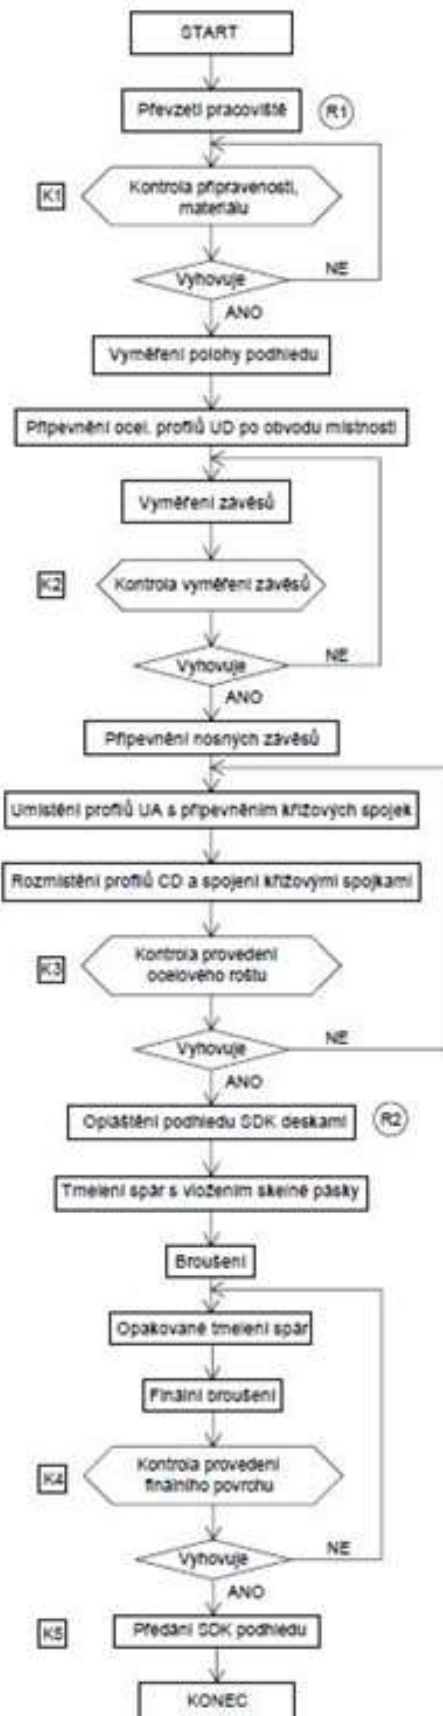 START
Převzetí pracoviště
R1
K1
Kontrola připravenosti,
materiálu
Vyhovuje
NE
ANO
Vyměření polohy podhledu
Připevnění ocel. profilů UD po obvodu místnosti
Vyměření závěsů
K2
Kontrola vyměření závěsů
Vyhovuje
NE
ANO
Připevnění nosných závěsů
Umístění profilů UA s připevněním křížových spojek
Rozmístění profilů CD a spojení křížovými spojkami
K3
Kontrola provedení
ocelového roštu
Vyhovuje
NE
ANO
Opláštění podhledu SDK deskami
R2
Tmelení spár s vložením skelné pásky
Broušení
Opakované tmelení spár
Finální broušení
K4
Kontrola provedení
finálního povrchu
Vyhovuje
NE
ANO
K5
Předání SDK podhledu
KONEC